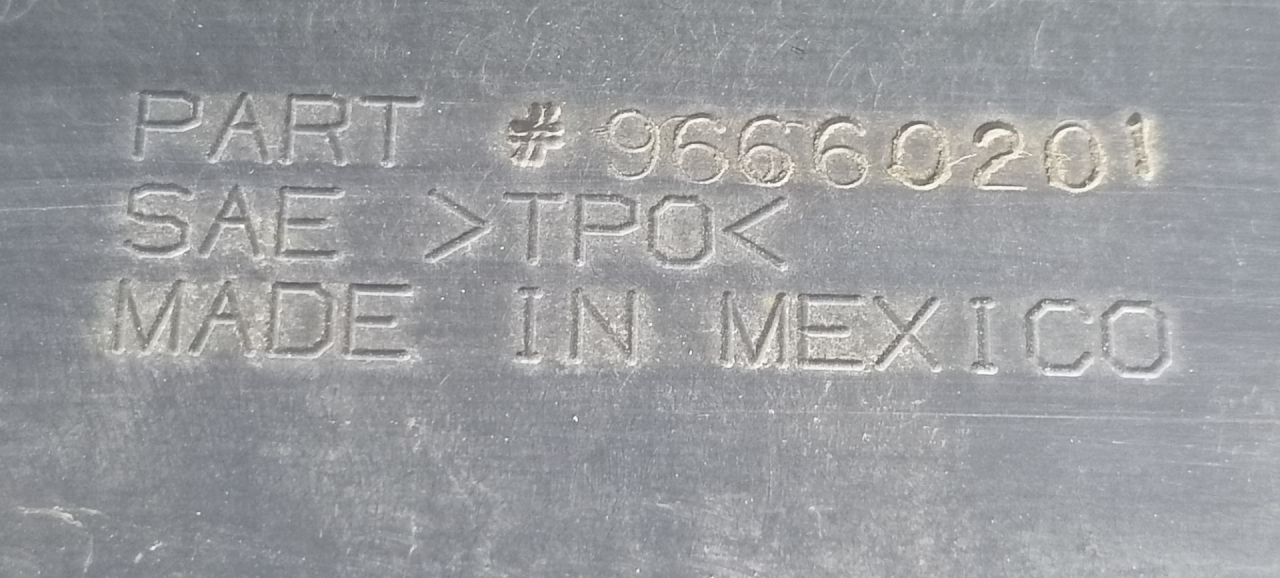 PART #96660201
SAE >TPO<
MADE IN MEXICO